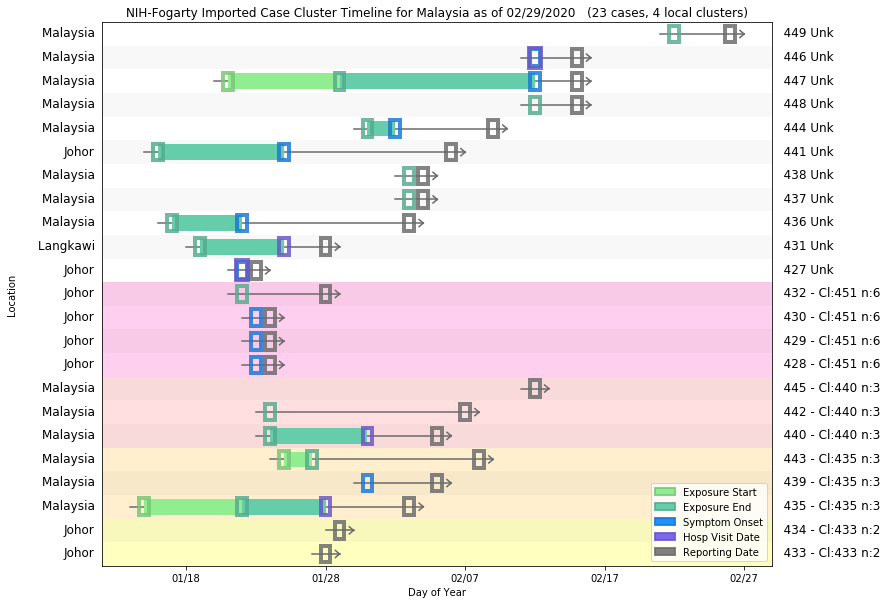 NIH-Fogarty Imported Case Cluster Timeline for Malaysia as of 02/29/2020   (23 cases, 4 local clusters)
Malaysia 449 Unk
Malaysia 446 Unk
Malaysia 447 Unk
Malaysia 448 Unk
Malaysia 444 Unk
Johor 441 Unk
Malaysia 438 Unk
Malaysia 437 Unk
Malaysia 436 Unk
Langkawi 431 Unk
Johor 427 Unk
Johor 432 - Cl:451 n:6
Johor 430 - Cl:451 n:6
Johor 429 - Cl:451 n:6
Johor 428 - Cl:451 n:6
Malaysia 445 - Cl:440 n:3
Malaysia 442 - Cl:440 n:3
Malaysia 440 - Cl:440 n:3
Malaysia 443 - Cl:435 n:3
Malaysia 439 - Cl:435 n:3
Malaysia 435 - Cl:435 n:3
Johor 434 - Cl:433 n:2
Johor 433 - Cl:433 n:2
Location
Exposure Start
Exposure End
Symptom Onset
Hosp Visit Date
Reporting Date
01/18 01/28 02/07 02/17 02/27
Day of Year